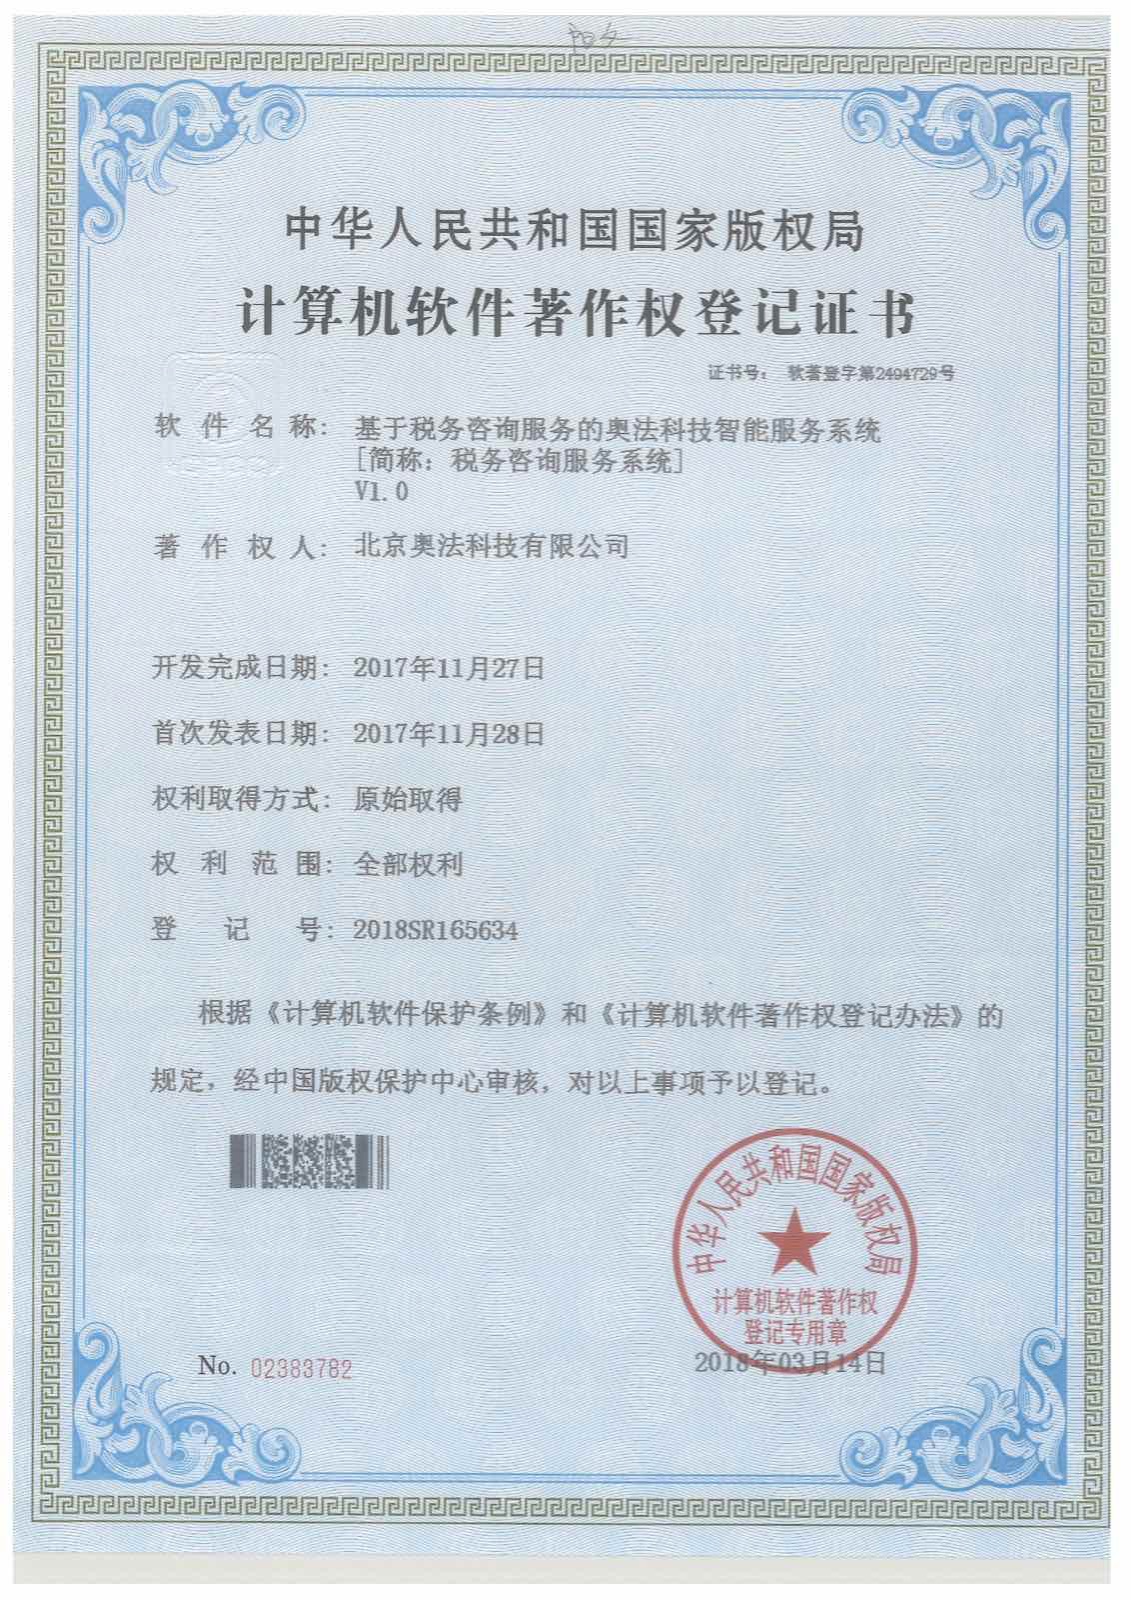 中华人民共和国国家版权局
计算机软件著作权登记证书
证书号： 软著登字第2494729号
软件名称： 基于税务咨询服务的奥法科技智能服务系统
[简称：税务咨询服务系统]
V1.0
著作权人： 北京奥法科技有限公司
开发完成日期： 2017年11月27日
首次发表日期： 2017年11月28日
权利取得方式： 原始取得
权利范围： 全部权利
登记号： 2018SR165634
根据《计算机软件保护条例》和《计算机软件著作权登记办法》的
规定，经中国版权保护中心审核，对以上事项予以登记。
中华人民共和国国家版权局
计算机软件著作权
登记专用章
No. 02383782
2018年03月14日